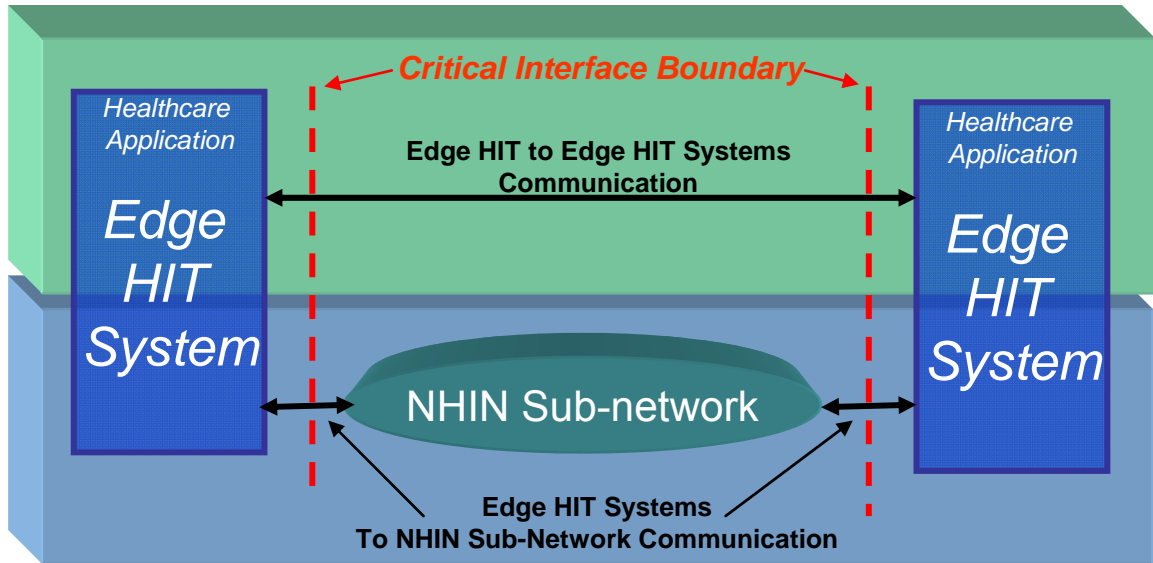 Critical Interface Boundary
Healthcare
Application
Edge
HIT
System
Edge HIT to Edge HIT Systems
Communication
Healthcare
Application
Edge
HIT
System
NHIN Sub-network
Edge HIT Systems
To NHIN Sub-Network Communication